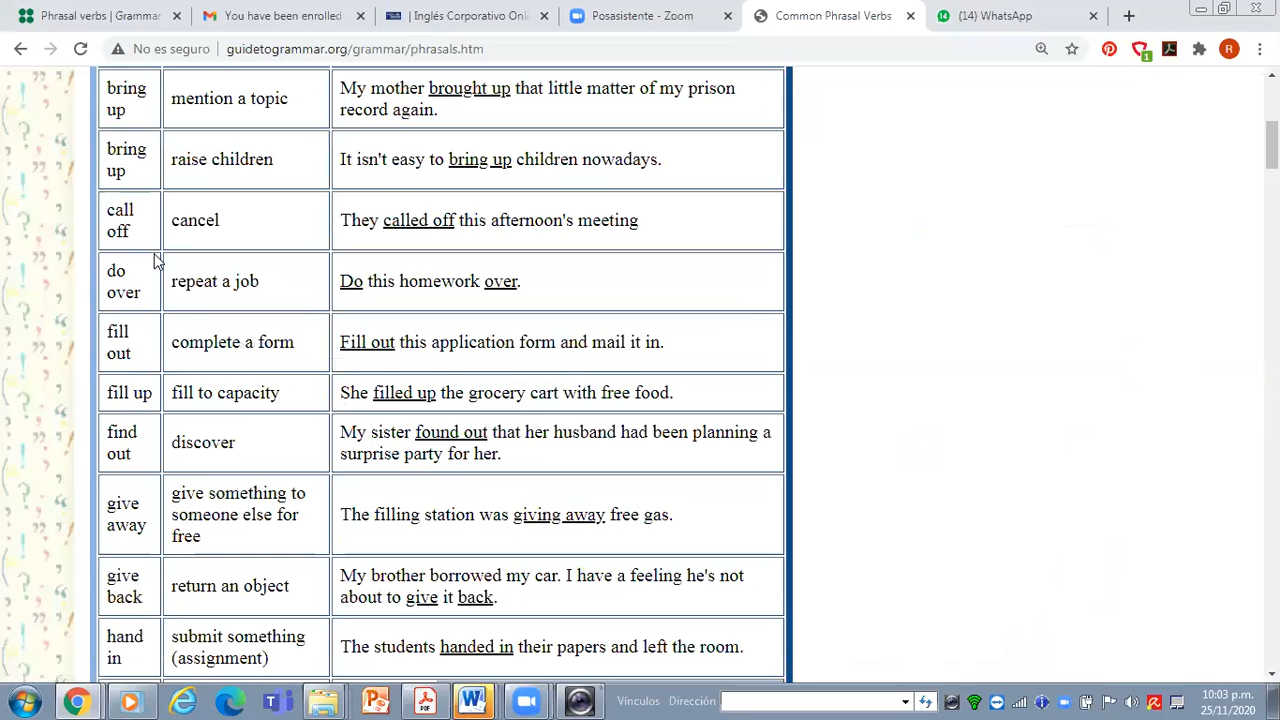 Phrasal verbs | Grammar
You have been enrolled
| Inglés Corporativo Onli
Posasistente - Zoom
Common Phrasal Verbs
(14) WhatsApp
No es seguro | guidetogrammar.org/grammar/phrasals.htm
bring
up
mention a topic
My mother brought up that little matter of my prison
record again.
bring
up
raise children
It isn't easy to bring up children nowadays.
call
off
cancel
They called off this afternoon's meeting
do
over
repeat a job
Do this homework over.
fill
out
complete a form
Fill out this application form and mail it in.
fill up
fill to capacity
She filled up the grocery cart with free food.
find
out
discover
My sister found out that her husband had been planning a
surprise party for her.
give
away
give something to
someone else for
free
The filling station was giving away free gas.
give
back
return an object
My brother borrowed my car. I have a feeling he's not
about to give it back.
hand
in
submit something
(assignment)
The students handed in their papers and left the room.
Vínculos Dirección
10:03 p.m.
25/11/2020